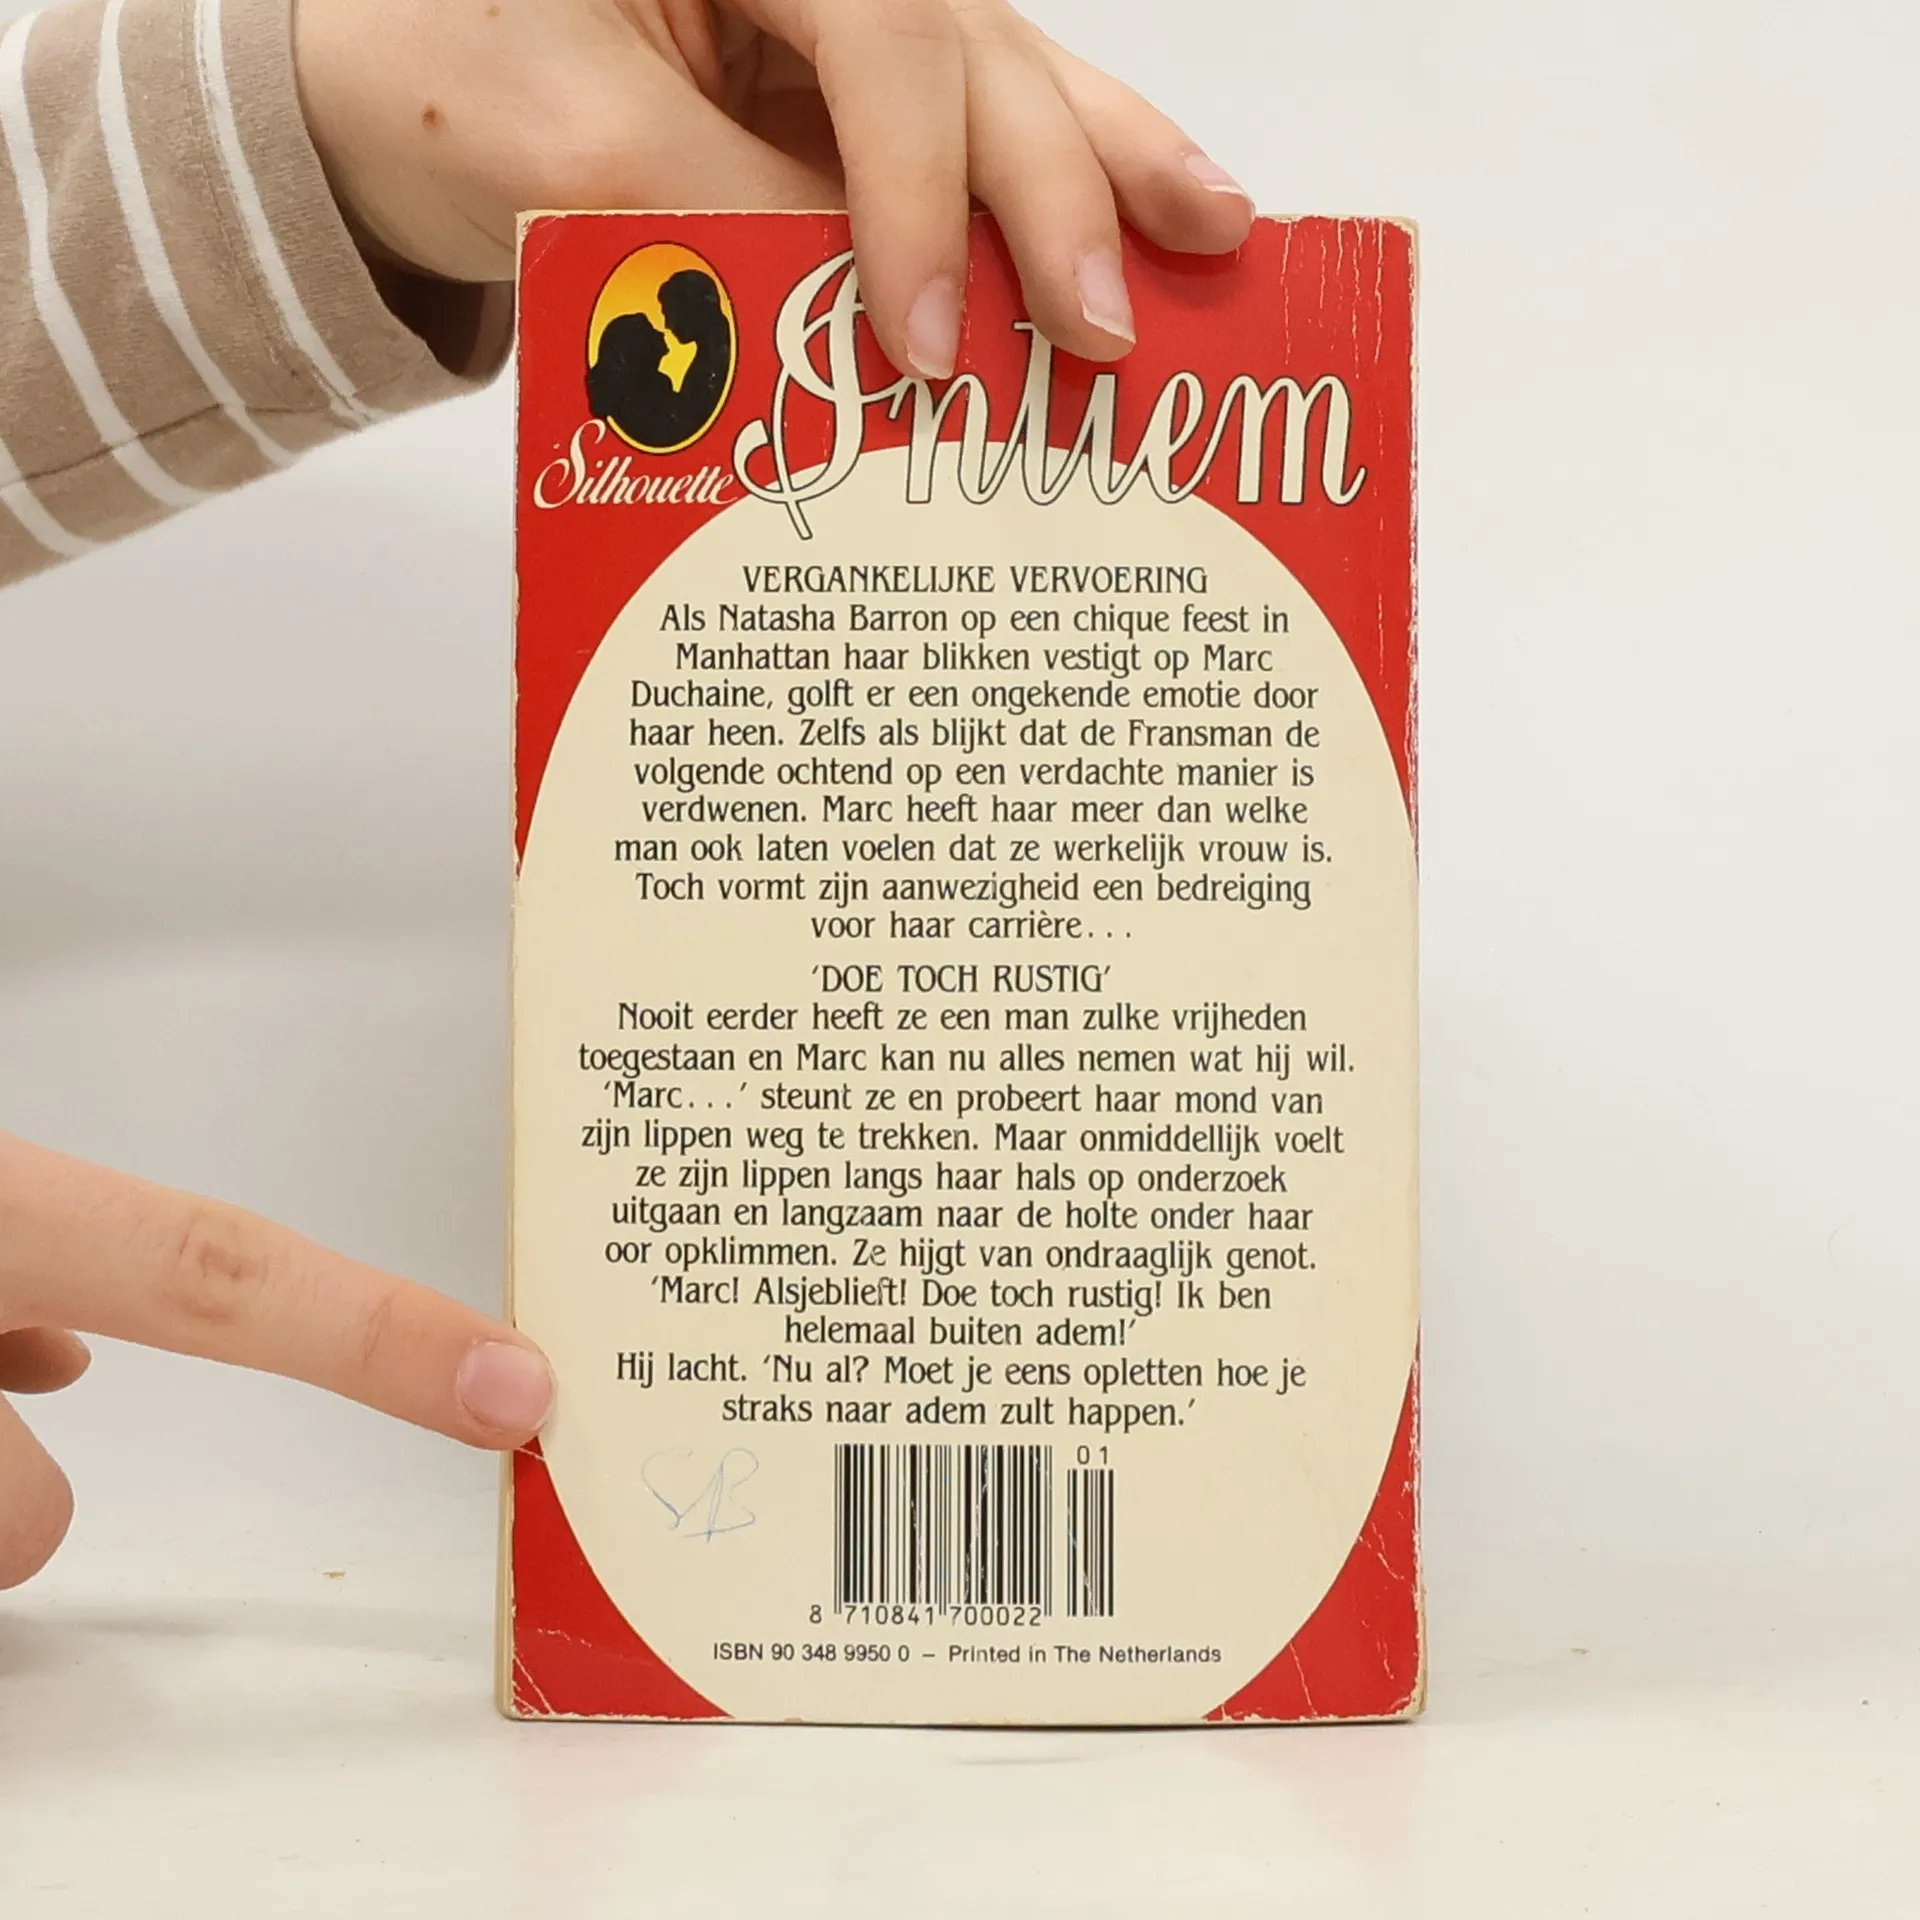 Silhouette
Intiem
VERGANKELIJKE VERVOERING
Als Natasha Barron op een chique feest in
Manhattan haar blikken vestigt op Marc
Duchaine, golft er een ongekende emotie door
haar heen. Zelfs als blijkt dat de Fransman de
volgende ochtend op een verdachte manier is
verdwenen. Marc heeft haar meer dan welke
man ook laten voelen dat ze werkelijk vrouw is.
Toch vormt zijn aanwezigheid een bedreiging
voor haar carrière...
'DOE TOCH RUSTIG'
Nooit eerder heeft ze een man zulke vrijheden
toegestaan en Marc kan nu alles nemen wat hij wil.
'Marc...' steunt ze en probeert haar mond van
zijn lippen weg te trekken. Maar onmiddellijk voelt
ze zijn lippen langs haar hals op onderzoek
uitgaan en langzaam naar de holte onder haar
oor opklimmen. Ze hijgt van ondraaglijk genot.
'Marc! Alsjeblieft! Doe toch rustig! Ik ben
helemaal buiten adem!'
Hij lacht. 'Nu al? Moet je eens opletten hoe je
straks naar adem zult happen.'
01
8 710841 700022
ISBN 90 348 9950 0 – Printed in The Netherlands